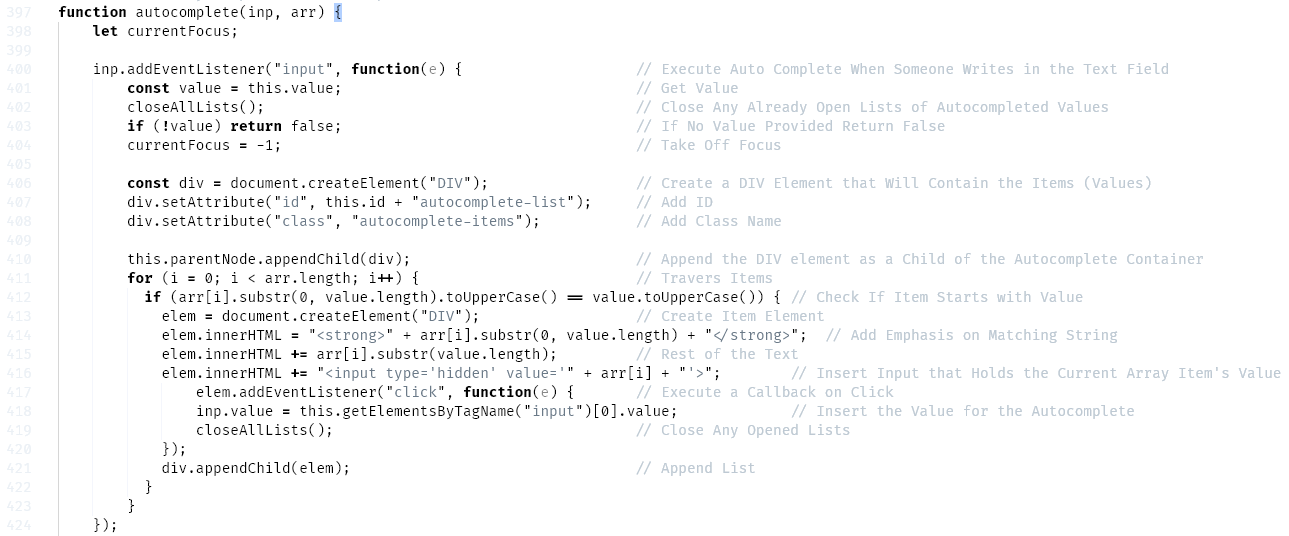 397 function autocomplete(inp, arr) {
398 let currentFocus;
399
400 inp.addEventListener("input", function(e) { // Execute Auto Complete When Someone Writes in the Text Field
401 const value = this.value; // Get Value
402 closeAllLists(); // Close Any Already Open Lists of Autocompleted Values
403 if (!value) return false; // If No Value Provided Return False
404 currentFocus = -1; // Take Off Focus
405
406 const div = document.createElement("DIV"); // Create a DIV Element that Will Contain the Items (Values)
407 div.setAttribute("id", this.id + "autocomplete-list"); // Add ID
408 div.setAttribute("class", "autocomplete-items"); // Add Class Name
409
410 this.parentNode.appendChild(div); // Append the DIV element as a Child of the Autocomplete Container
411 for (i = 0; i < arr.length; i++) { // Travers Items
412 if (arr[i].substr(0, value.length).toUpperCase() == value.toUpperCase()) { // Check If Item Starts with Value
413 elem = document.createElement("DIV"); // Create Item Element
414 elem.innerHTML = "<strong>" + arr[i].substr(0, value.length) + "</strong>"; // Add Emphasis on Matching String
415 elem.innerHTML += arr[i].substr(value.length); // Rest of the Text
416 elem.innerHTML += "<input type='hidden' value='" + arr[i] + "'>"; // Insert Input that Holds the Current Array Item's Value
417 elem.addEventListener("click", function(e) { // Execute a Callback on Click
418 inp.value = this.getElementsByTagName("input")[0].value; // Insert the Value for the Autocomplete
419 closeAllLists(); // Close Any Opened Lists
420 });
421 div.appendChild(elem); // Append List
422 }
423 }
424 });